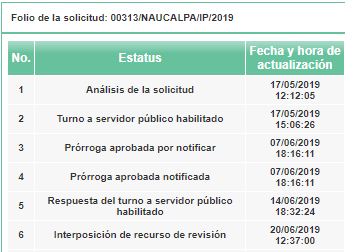 Folio de la solicitud: 00313/NAUCALPA/IP/2019
No. Estatus Fecha y hora de
actualización
1 Análisis de la solicitud 17/05/2019
12:12:05
2 Turno a servidor público habilitado 17/05/2019
15:06:26
3 Prórroga aprobada por notificar 07/06/2019
18:16:11
4 Prórroga aprobada notificada 07/06/2019
18:16:11
5 Respuesta del turno a servidor público 14/06/2019
habilitado 18:32:24
6 Interposición de recurso de revisión 20/06/2019
12:37:00